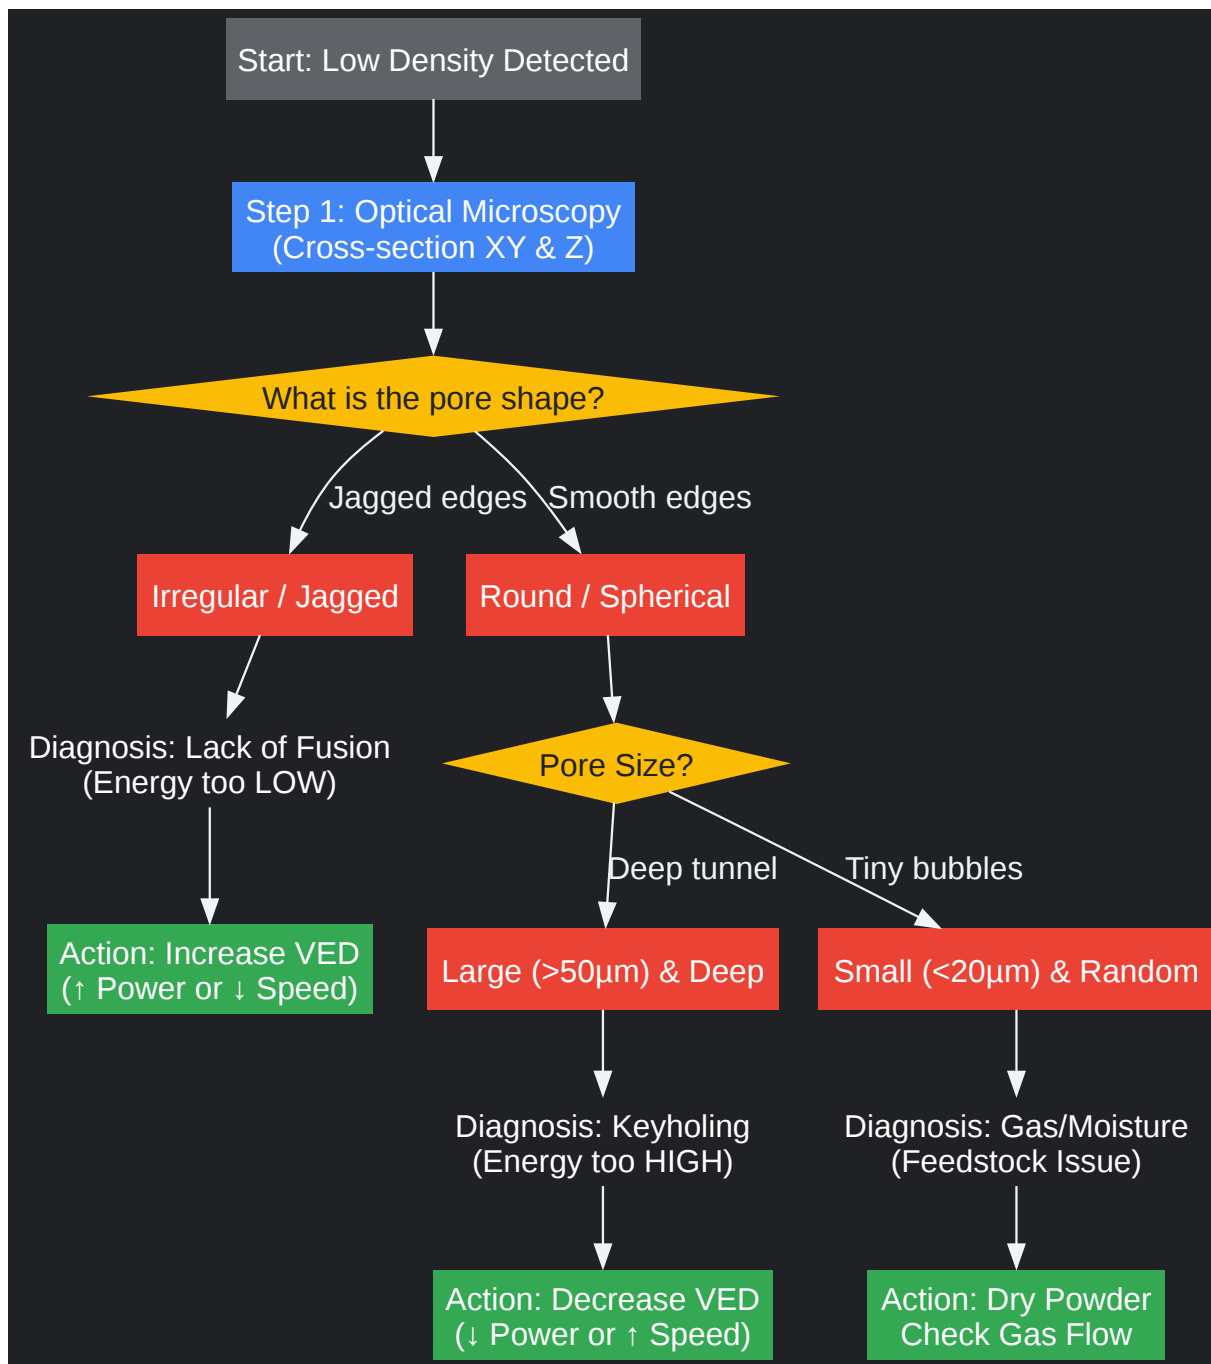 Start: Low Density Detected
Step 1: Optical Microscopy
(Cross-section XY & Z)
What is the pore shape?
Jagged edges
Smooth edges
Irregular / Jagged
Round / Spherical
Diagnosis: Lack of Fusion
(Energy too LOW)
Pore Size?
Deep tunnel
Tiny bubbles
Action: Increase VED
(↑ Power or ↓ Speed)
Large (>50µm) & Deep
Small (<20µm) & Random
Diagnosis: Keyholing
(Energy too HIGH)
Diagnosis: Gas/Moisture
(Feedstock Issue)
Action: Decrease VED
(↓ Power or ↑ Speed)
Action: Dry Powder
Check Gas Flow